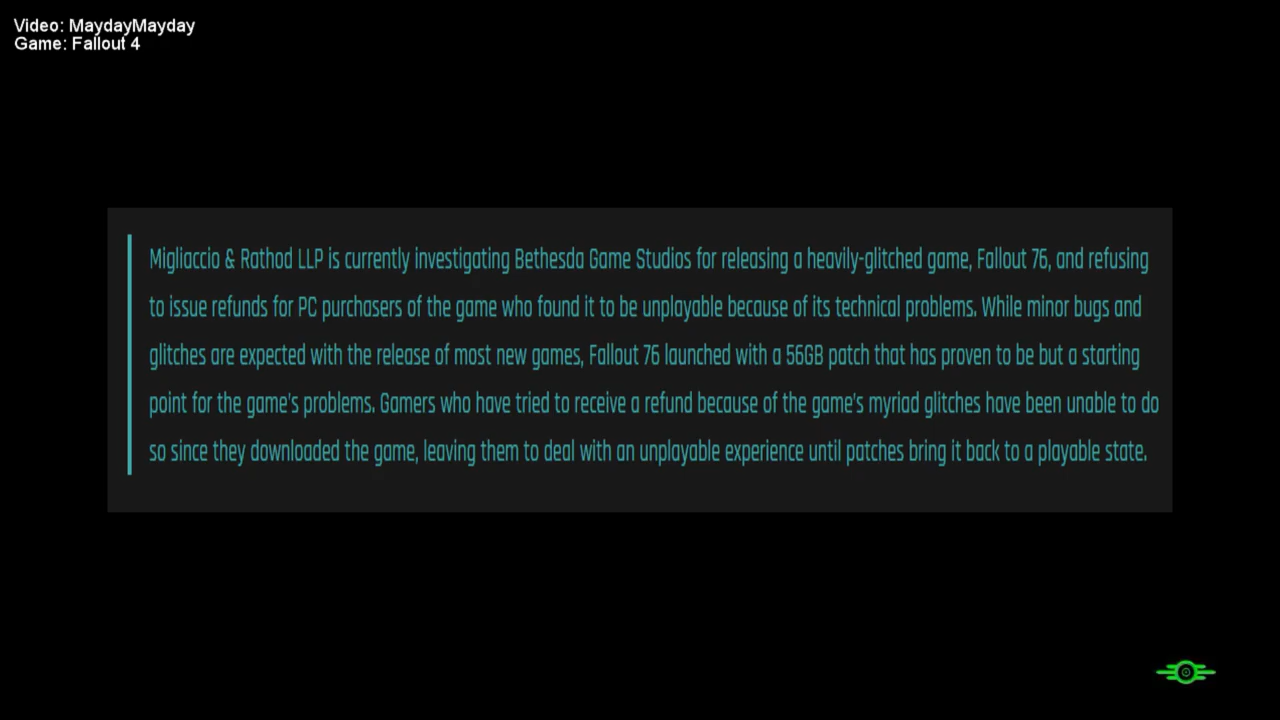 Video: MaydayMayday
Game: Fallout 4
Migliaccio & Rathod LLP is currently investigating Bethesda Game Studios for releasing a heavily-glitched game, Fallout 76, and refusing
to issue refunds for PC purchasers of the game who found it to be unplayable because of its technical problems. While minor bugs and
glitches are expected with the release of most new games, Fallout 76 launched with a 56GB patch that has proven to be but a starting
point for the game's problems. Gamers who have tried to receive a refund because of the game's myriad glitches have been unable to do
so since they downloaded the game, leaving them to deal with an unplayable experience until patches bring it back to a playable state.